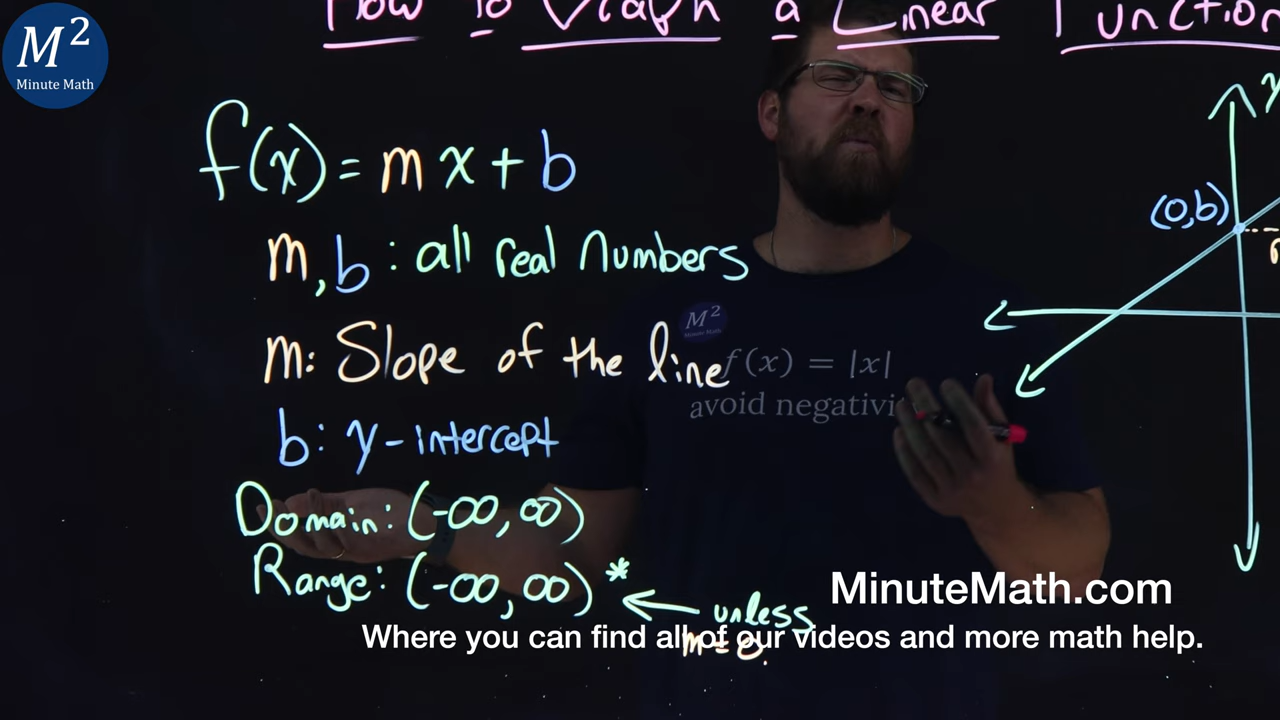 How to Graph a Linear Function
M²
Minute Math
f(x) = mx + b
m, b : all real numbers
m: Slope of the line
b: y-intercept
Domain: (-∞, ∞)
Range: (-∞, ∞) *
← unless
m = 0.
M²
Minute Math
f(x) = |x|
avoid negativi
y
(0,b)
MinuteMath.com
Where you can find all of our videos and more math help.